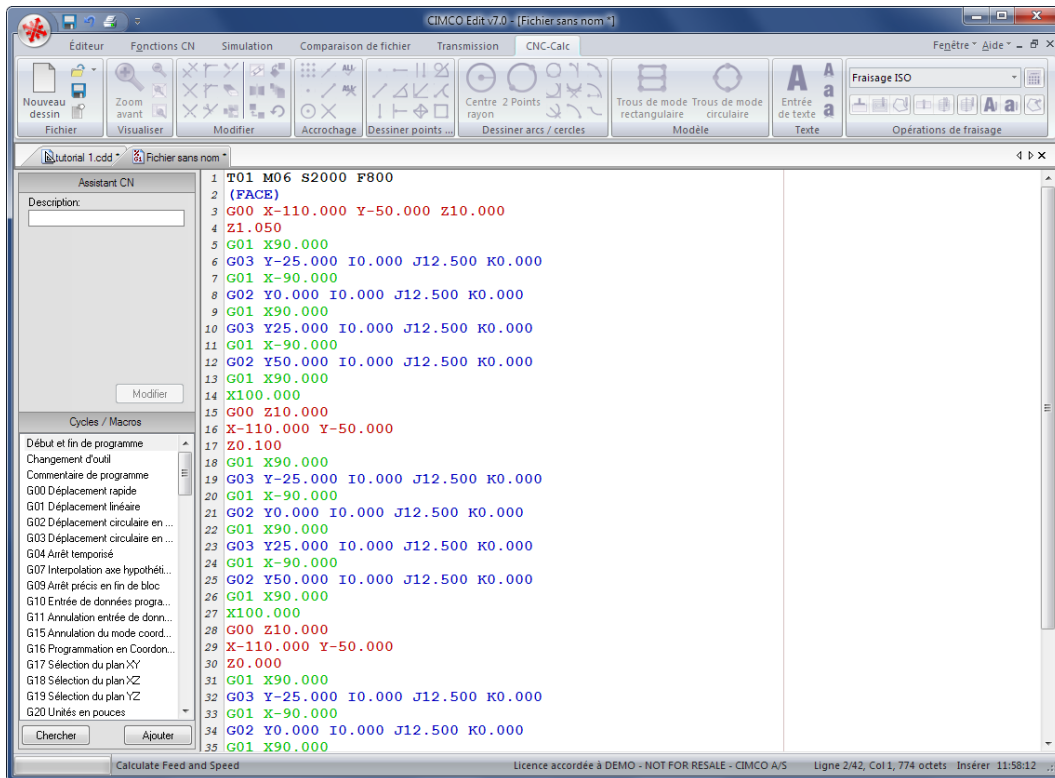 CIMCO Edit v7.0 - [Fichier sans nom *]
Éditeur Fonctions CN Simulation Comparaison de fichier Transmission CNC-Calc Fenêtre Aide
Nouveau dessin
Zoom avant
Centre rayon
2 Points
Trous de mode rectangulaire
Trous de mode circulaire
Entrée de texte
Fraisage ISO
Fichier Visualiser Modifier Accrochage Dessiner points ... Dessiner arcs / cercles Modèle Texte Opérations de fraisage
tutorial 1.cdd * Fichier sans nom *
Assistant CN
Description:
Modifier
Cycles / Macros
Début et fin de programme
Changement d'outil
Commentaire de programme
G00 Déplacement rapide
G01 Déplacement linéaire
G02 Déplacement circulaire en ...
G03 Déplacement circulaire en ...
G04 Arrêt temporisé
G07 Interpolation axe hypothéti...
G09 Arrêt précis en fin de bloc
G10 Entrée de données progra...
G11 Annulation entrée de donn...
G15 Annulation du mode coord...
G16 Programmation en Coordon...
G17 Sélection du plan XY
G18 Sélection du plan XZ
G19 Sélection du plan YZ
G20 Unités en pouces
Chercher Ajouter
1 T01 M06 S2000 F800
2 (FACE)
3 G00 X-110.000 Y-50.000 Z10.000
4 Z1.050
5 G01 X90.000
6 G03 Y-25.000 I0.000 J12.500 K0.000
7 G01 X-90.000
8 G02 Y0.000 I0.000 J12.500 K0.000
9 G01 X90.000
10 G03 Y25.000 I0.000 J12.500 K0.000
11 G01 X-90.000
12 G02 Y50.000 I0.000 J12.500 K0.000
13 G01 X90.000
14 X100.000
15 G00 Z10.000
16 X-110.000 Y-50.000
17 Z0.100
18 G01 X90.000
19 G03 Y-25.000 I0.000 J12.500 K0.000
20 G01 X-90.000
21 G02 Y0.000 I0.000 J12.500 K0.000
22 G01 X90.000
23 G03 Y25.000 I0.000 J12.500 K0.000
24 G01 X-90.000
25 G02 Y50.000 I0.000 J12.500 K0.000
26 G01 X90.000
27 X100.000
28 G00 Z10.000
29 X-110.000 Y-50.000
30 Z0.000
31 G01 X90.000
32 G03 Y-25.000 I0.000 J12.500 K0.000
33 G01 X-90.000
34 G02 Y0.000 I0.000 J12.500 K0.000
35 G01 X90.000
Calculate Feed and Speed Licence accordée à DEMO - NOT FOR RESALE - CIMCO A/S Ligne 2/42, Col 1, 774 octets Insérer 11:58:12